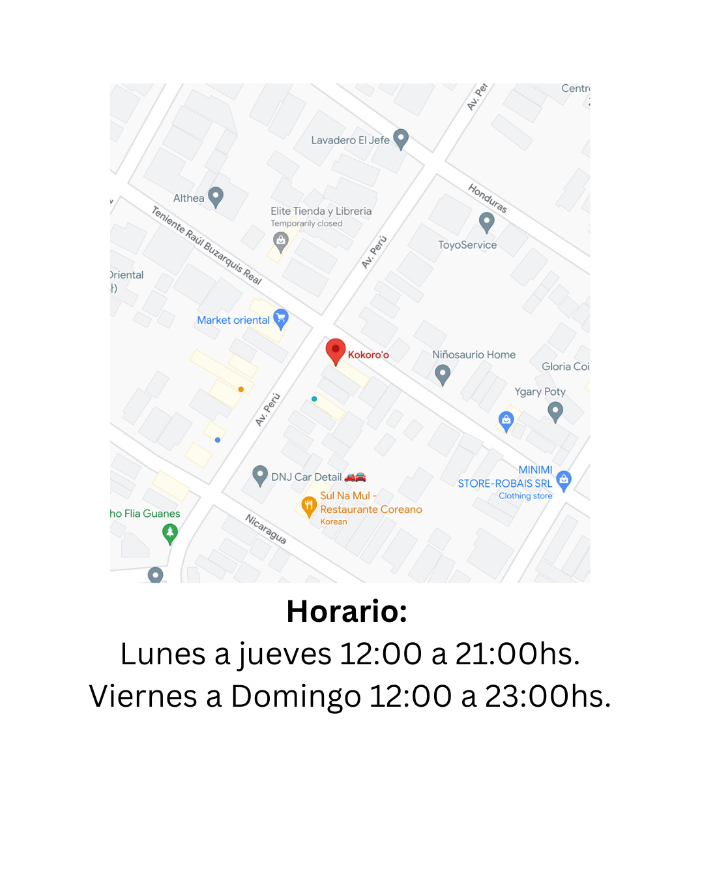 Centro
Av. Per
Lavadero El Jefe
Honduras
Althea
Elite Tienda y Libreria
Temporarily closed
Teniente Raúl Buzarquis Real
Av. Perú
ToyoService
Oriental
Market oriental
Kokoro'o
Niñosaurio Home
Gloria Coi
Ygary Poty
Av. Perú
DNJ Car Detail 🚗🚗
MINIMI
STORE-ROBAIS SRL
Clothing store
Sul Na Mul -
Restaurante Coreano
Korean
ho Flia Guanes
Nicaragua
Horario:
Lunes a jueves 12:00 a 21:00hs.
Viernes a Domingo 12:00 a 23:00hs.